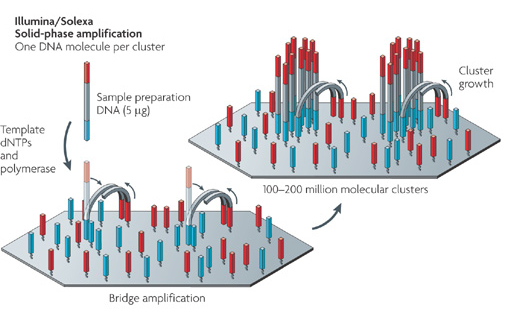 Illumina/Solexa
Solid-phase amplification
One DNA molecule per cluster
Sample preparation
DNA (5 μg)
Template
dNTPs
and
polymerase
Cluster
growth
100–200 million molecular clusters
Bridge amplification